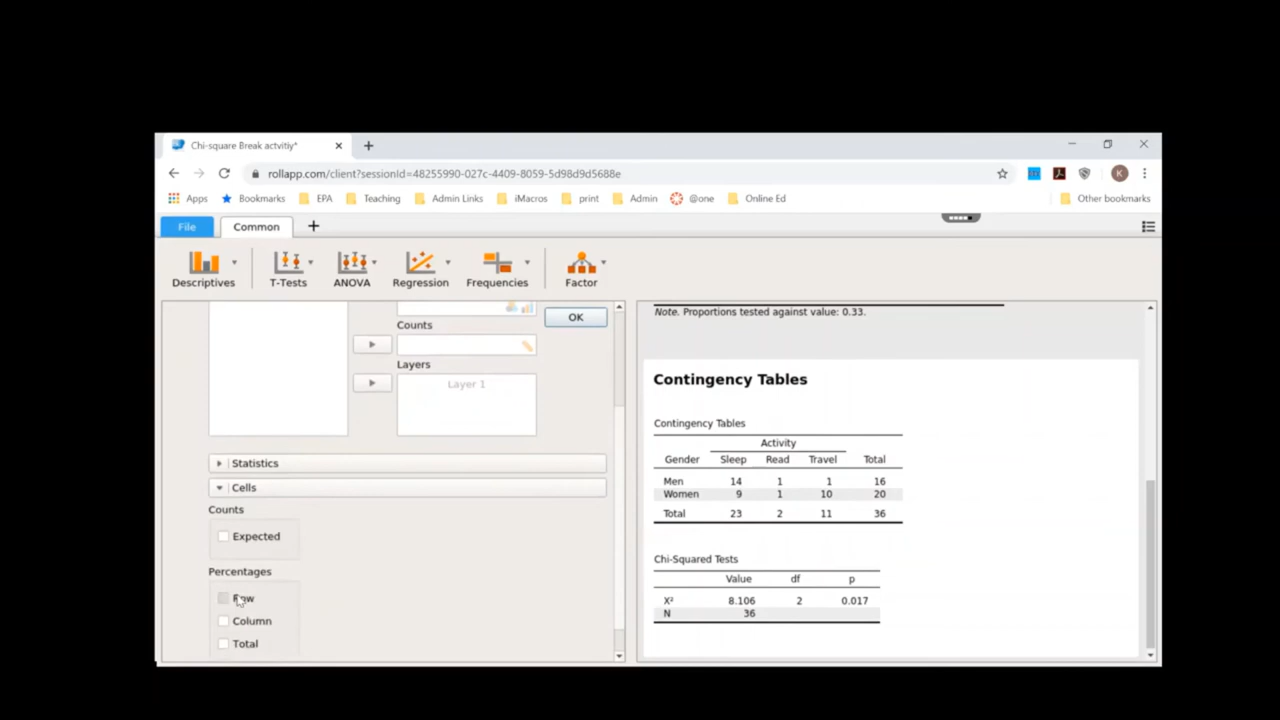 Chi-square Break actvitiy*
rollapp.com/client?sessionId=48255990-027c-4409-8059-5d98d9d5688e
K
Apps Bookmarks EPA Teaching Admin Links iMacros print Admin @one Online Ed Other bookmarks
File Common
Descriptives T-Tests ANOVA Regression Frequencies Factor
OK
Counts
Layers
Layer 1
Statistics
Cells
Counts
Expected
Percentages
Row
Column
Total
Note. Proportions tested against value: 0.33.
Contingency Tables
Contingency Tables
Activity
Gender Sleep Read Travel Total
Men 14 1 1 16
Women 9 1 10 20
Total 23 2 11 36
Chi-Squared Tests
Value df p
X² 8.106 2 0.017
N 36